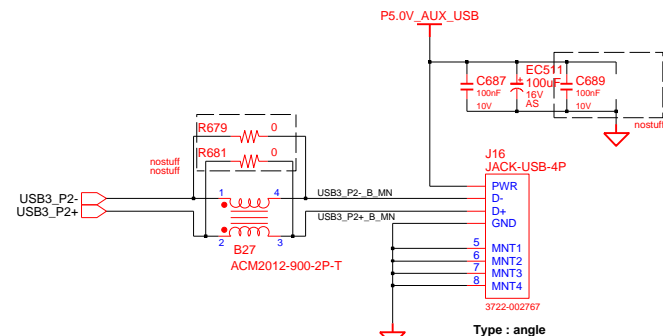 P5.0V_AUX_USB
C687
100nF
10V
EC511
100uF
16V
AS
C689
100nF
10V
nostuff
R679 0
R681 0
nostuff
nostuff
J16
JACK-USB-4P
USB3_P2-
USB3_P2+
1 4
2 3
B27
ACM2012-900-2P-T
USB3_P2-_B_MN
USB3_P2+_B_MN
PWR
D-
D+
GND
5 MNT1
6 MNT2
7 MNT3
8 MNT4
3722-002767
Type : angle